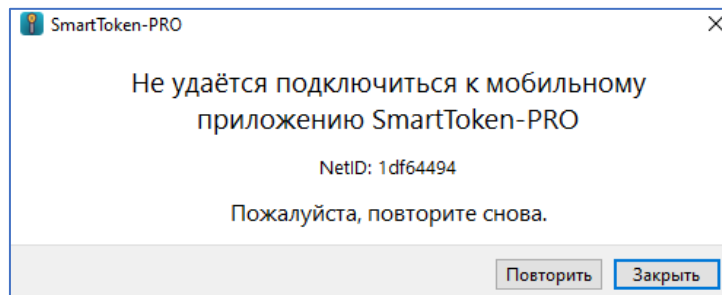 SmartToken-PRO
Не удаётся подключиться к мобильному
приложению SmartToken-PRO
NetID: 1df64494
Пожалуйста, повторите снова.
Повторить Закрыть